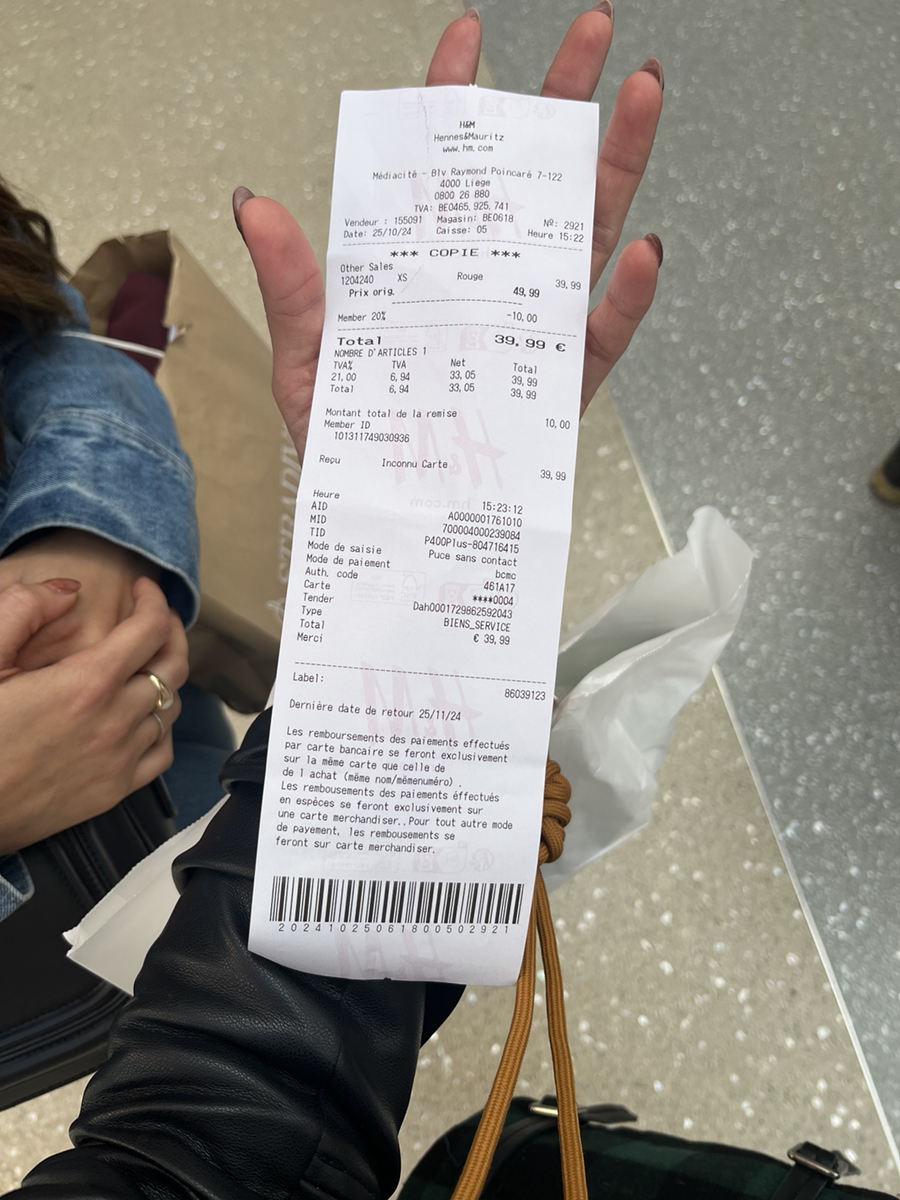 H&M
Hennes&Mauritz
www.hm.com
Médiacité - Blv Raymond Poincaré 7-122
4000 Liege
0800 26 880
TVA: BE0465.925.741
Vendeur : 155091 Magasin: BE0618 Nº: 2921
Date: 25/10/24 Caisse: 05 Heure 15:22
*** COPIE ***
Other Sales
1204240 XS Rouge 39,99
Prix orig. 49,99
Member 20% -10,00
Total 39,99 €
NOMBRE D'ARTICLES 1
TVA% TVA Net Total
21,00 6,94 33,05 39,99
Total 6,94 33,05 39,99
Montant total de la remise 10,00
Member ID
101311749030936
Reçu Inconnu Carte 39,99
Heure 15:23:12
AID A0000001761010
MID 700004000239084
TID P400Plus-804716415
Mode de saisie Puce sans contact
Mode de paiement bcmc
Auth. code 461A17
Carte ****0004
Tender Dah0001729862592043
Type BIENS_SERVICE
Total € 39,99
Merci
Label: 86039123
Dernière date de retour 25/11/24
Les remboursements des paiements effectués
par carte bancaire se feront exclusivement
sur la même carte que celle de
de l achat (même nom/mêmenuméro) .
Les rembousements des paiements éffectués
en espèces se feront exclusivement sur
une carte merchandiser.. Pour tout autre mode
de payement, les rembousements se
feront sur carte merchandiser.
20241025061800502921